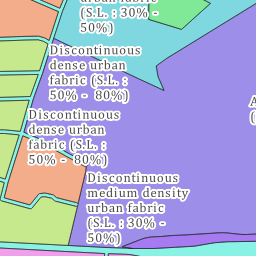 urban fabric
(S.L. : 30% -
50%)
Discontinuous
dense urban
fabric (S.L. :
50% -  80%)
Discontinuous
dense urban
fabric (S.L. :
50% -  80%)
Discontinuous
medium density
urban fabric
(S.L. : 30% -
50%)
A
(